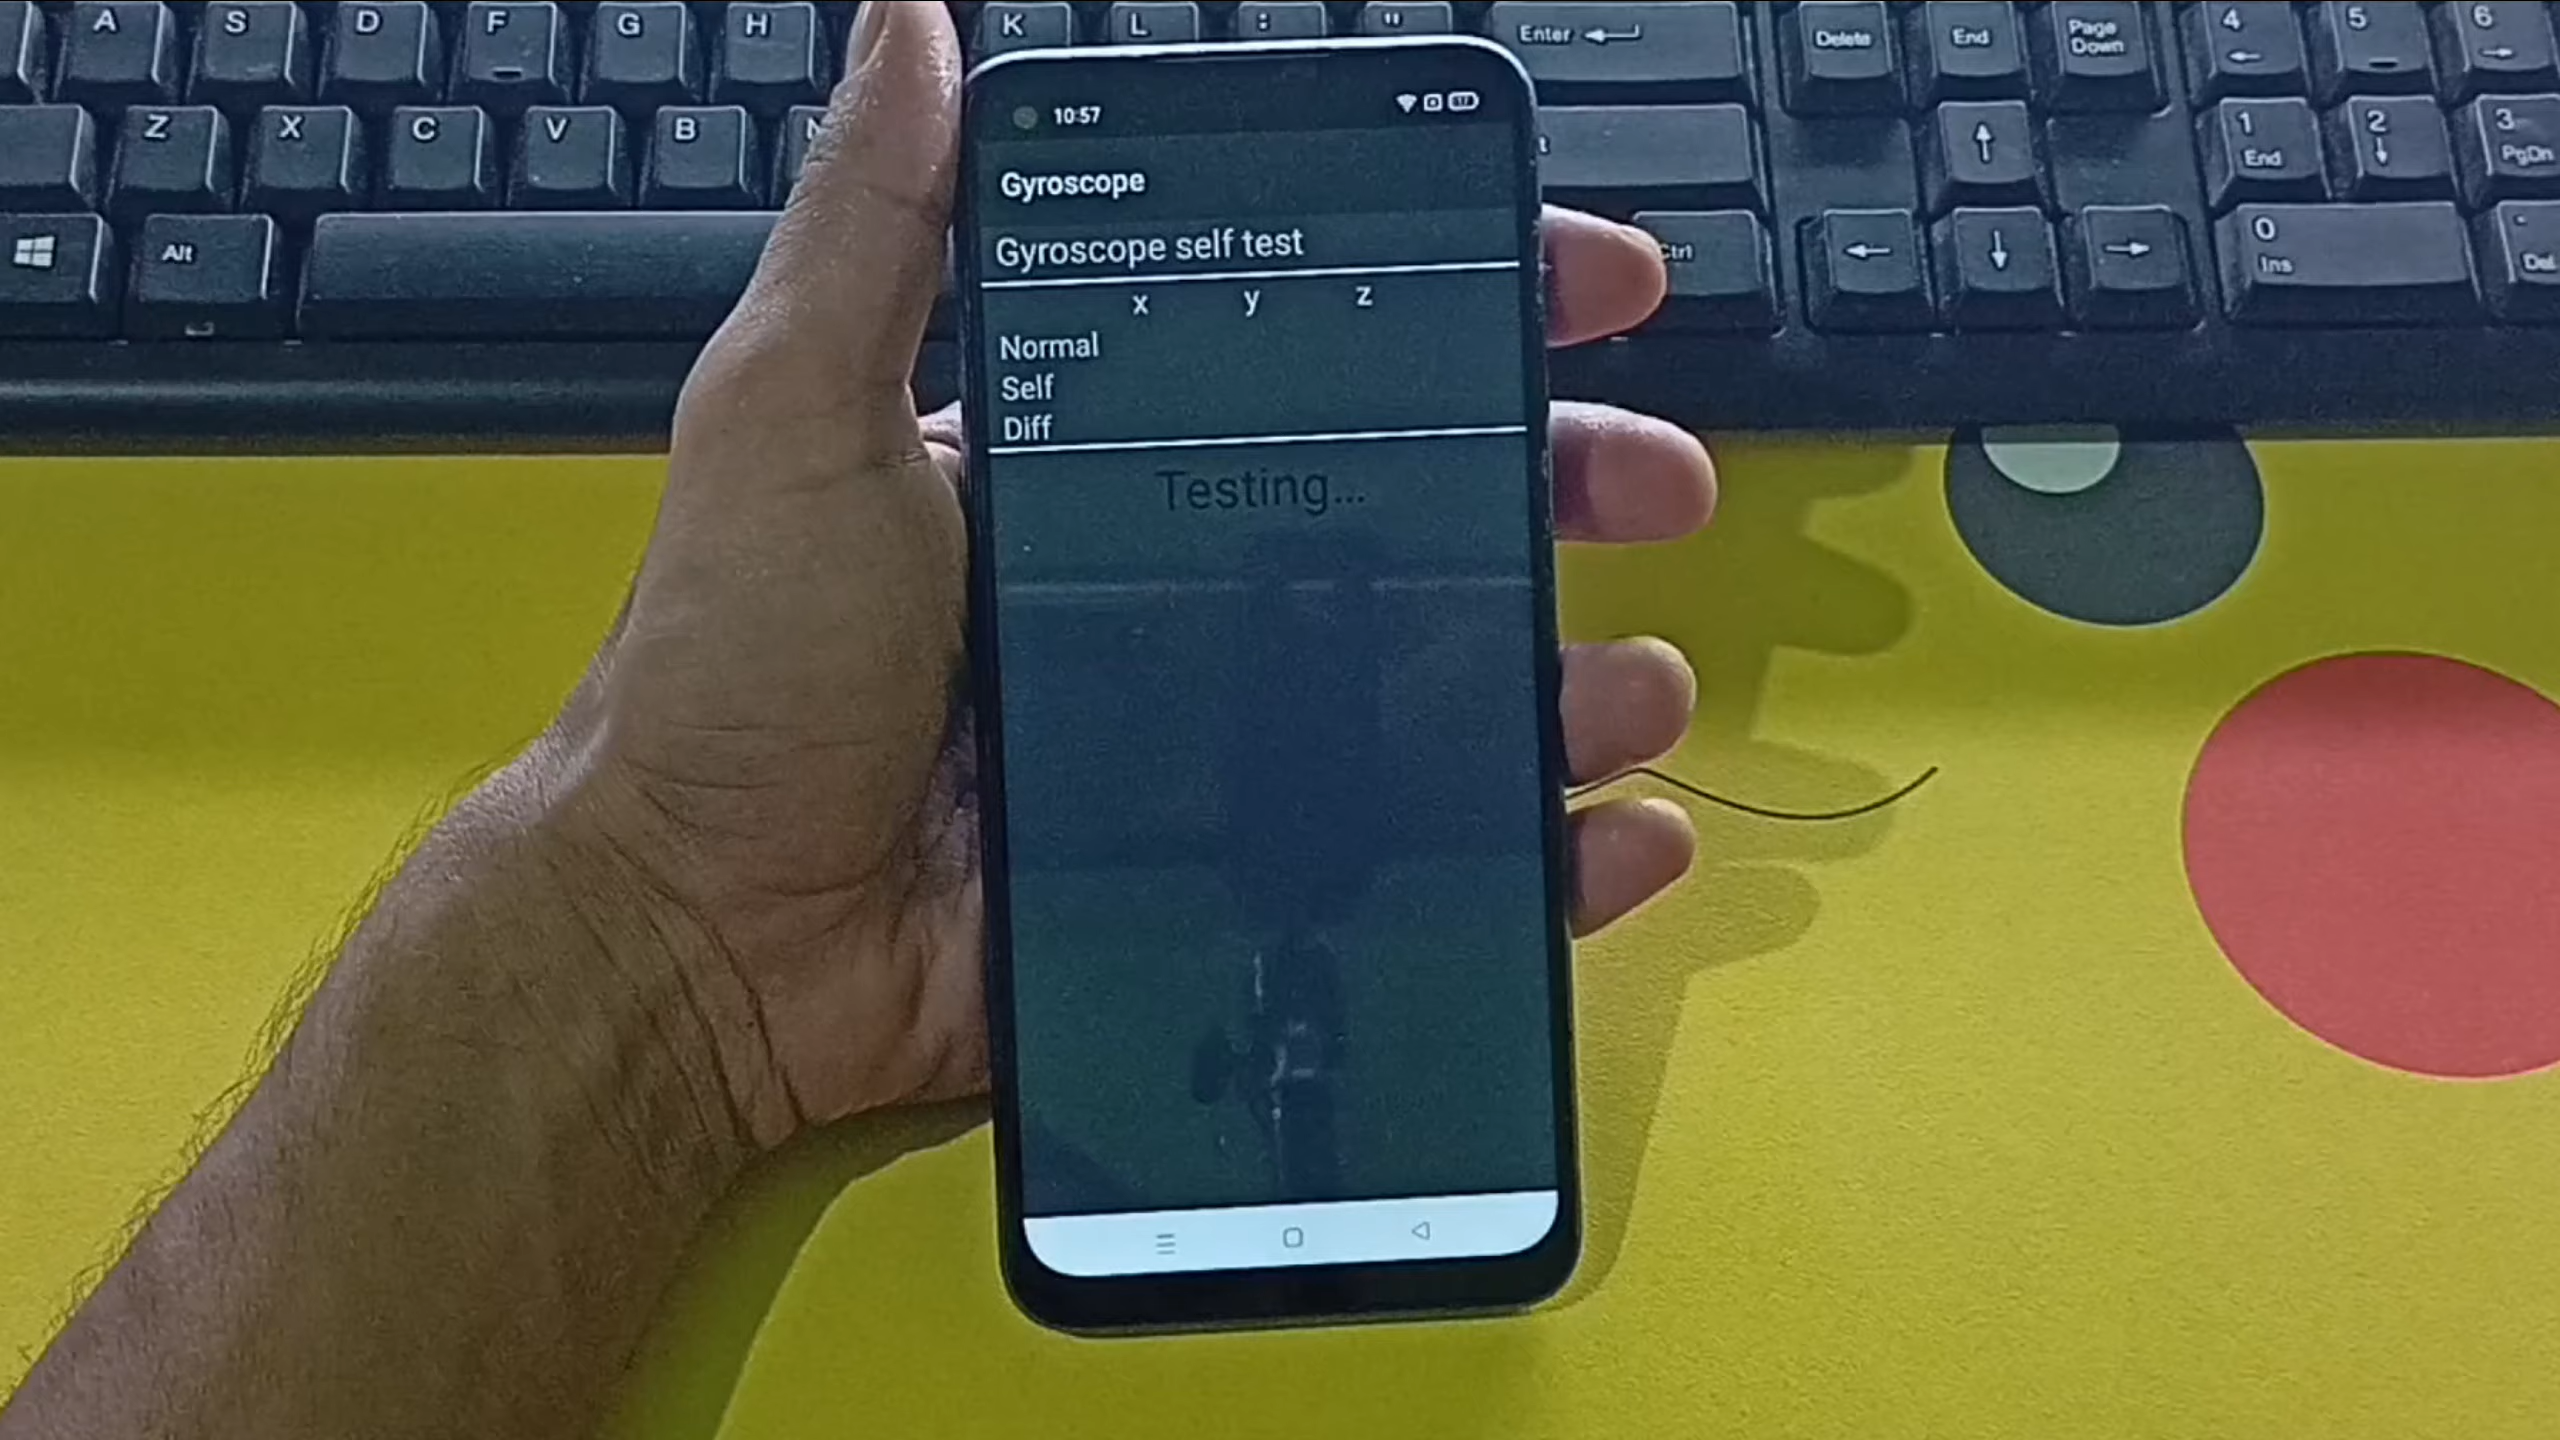 A S D F G H K L : " Enter Delete End Page Down 4 5 6
Z X C V B 1 End 2 3 PgDn
Alt Ctrl 0 Ins Del
10:57
Gyroscope
Gyroscope self test
x y z
Normal
Self
Diff
Testing...